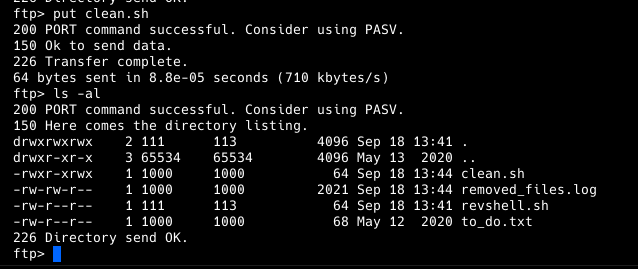 226 Directory send OK.
ftp> put clean.sh
200 PORT command successful. Consider using PASV.
150 Ok to send data.
226 Transfer complete.
64 bytes sent in 8.8e-05 seconds (710 kbytes/s)
ftp> ls -al
200 PORT command successful. Consider using PASV.
150 Here comes the directory listing.
drwxrwxrwx    2 111      113          4096 Sep 18 13:41 .
drwxr-xr-x    3 65534    65534        4096 May 13  2020 ..
-rwxr-xrwx    1 1000     1000           64 Sep 18 13:44 clean.sh
-rw-rw-r--    1 1000     1000         2021 Sep 18 13:44 removed_files.log
-rw-r--r--    1 111      113            64 Sep 18 13:41 revshell.sh
-rw-r--r--    1 1000     1000           68 May 12  2020 to_do.txt
226 Directory send OK.
ftp>